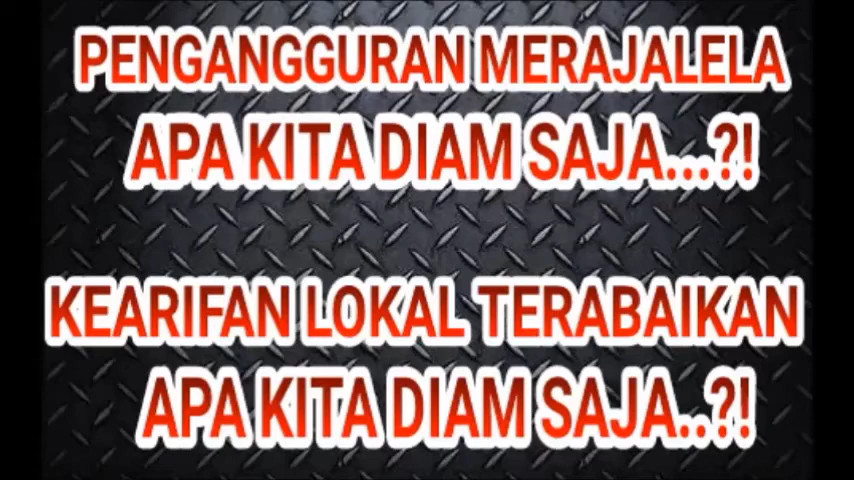 PENGANGGURAN MERAJALELA
APA KITA DIAM SAJA...?!
KEARIFAN LOKAL TERABAIKAN
APA KITA DIAM SAJA..?!